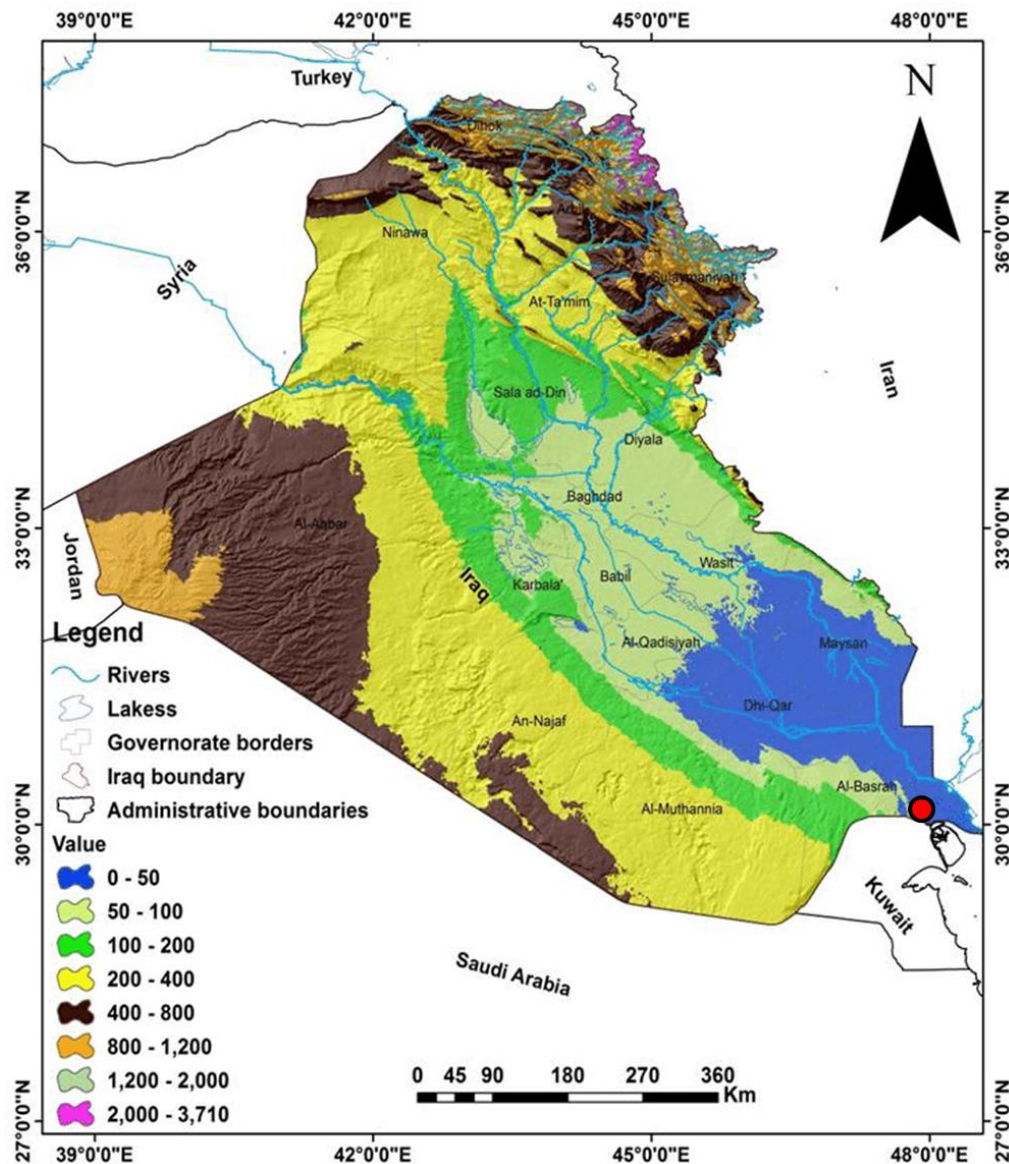 39°0'0"E 42°0'0"E 45°0'0"E 48°0'0"E
N
Turkey
Dihok
36°0'0"N
36°0'0"N
Ninawa
As-Sulaymaniyah
Syria
At-Ta'mim
Iran
Sala ad-Din
Diyala
Baghdad
33°0'0"N
33°0'0"N
Al-Anbar
Jordan
Wasit
Iraq
Karbala'
Babil
Al-Qadisiyah
Maysan
Dhi-Qar
An-Najaf
Al-Basrah
Al-Muthannia
30°0'0"N
30°0'0"N
Kuwait
Saudi Arabia
Legend
Rivers
Lakess
Governorate borders
Iraq boundary
Administrative boundaries
Value
0 - 50
50 - 100
100 - 200
200 - 400
400 - 800
800 - 1,200
1,200 - 2,000
2,000 - 3,710
0 45 90 180 270 360
Km
27°0'0"N
27°0'0"N
39°0'0"E 42°0'0"E 45°0'0"E 48°0'0"E